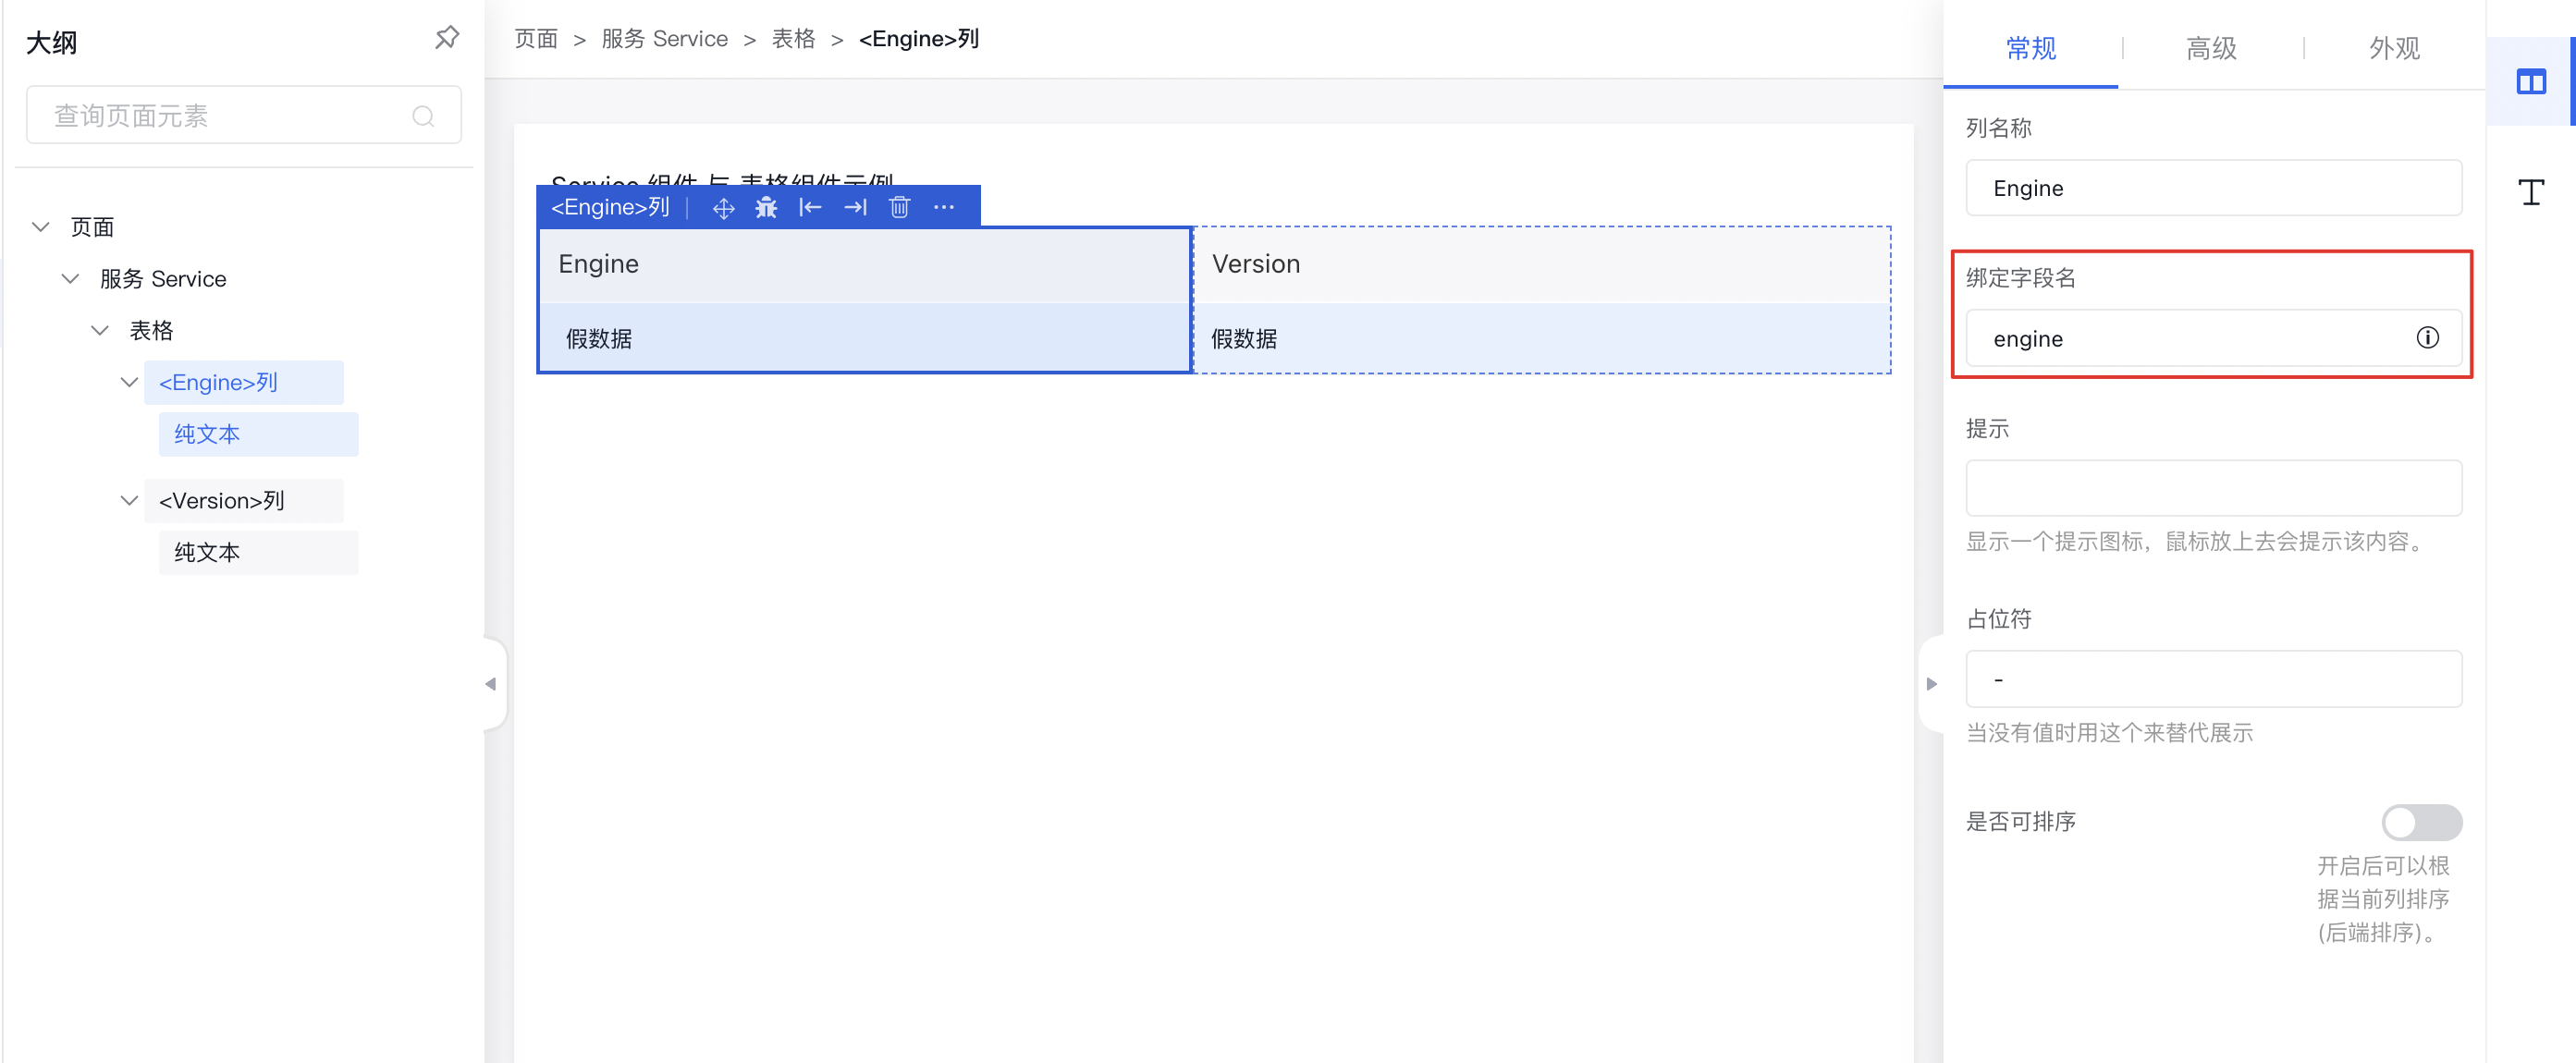 大纲
查询页面元素
页面
服务 Service
表格
<Engine>列
纯文本
<Version>列
纯文本
页面 > 服务 Service > 表格 > <Engine>列
Service 组件 与 表格组件示例
<Engine>列
Engine
Version
假数据
假数据
常规
高级
外观
列名称
Engine
绑定字段名
engine
提示
显示一个提示图标，鼠标放上去会提示该内容。
占位符
-
当没有值时用这个来替代展示
是否可排序
开启后可以根
据当前列排序
(后端排序)。